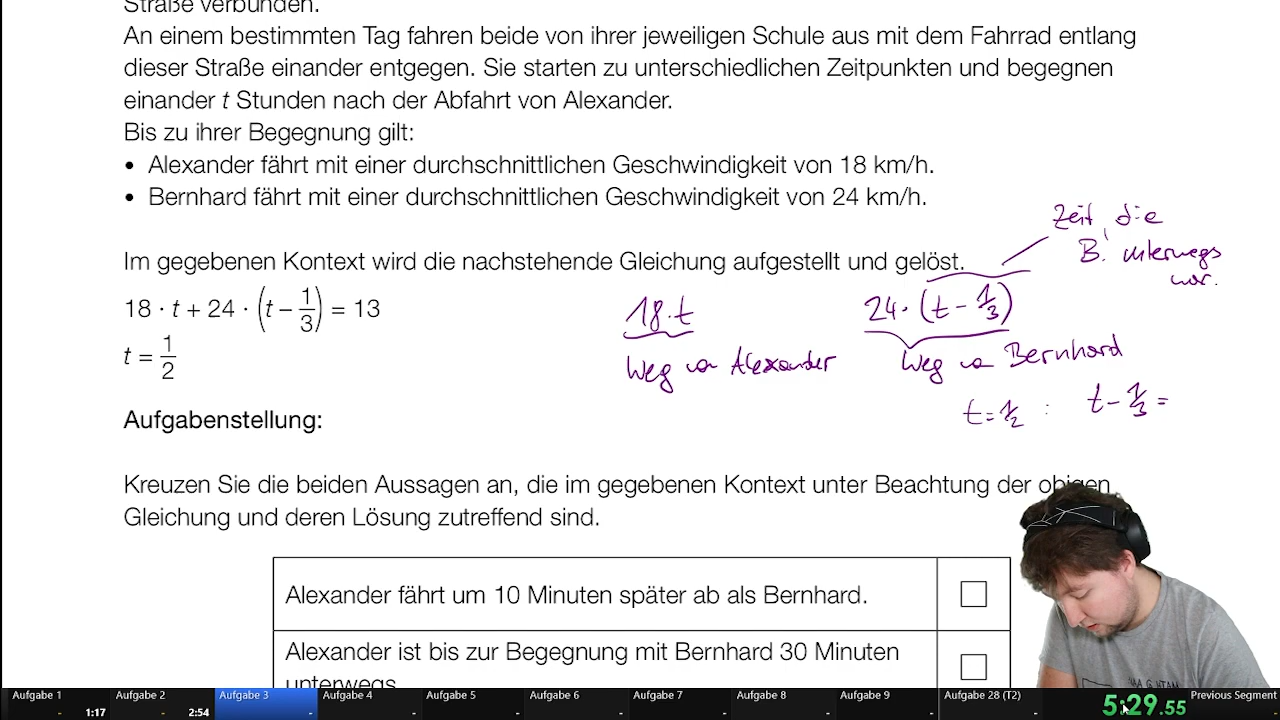 Straße verbunden.
An einem bestimmten Tag fahren beide von ihrer jeweiligen Schule aus mit dem Fahrrad entlang
dieser Straße einander entgegen. Sie starten zu unterschiedlichen Zeitpunkten und begegnen
einander t Stunden nach der Abfahrt von Alexander.
Bis zu ihrer Begegnung gilt:
• Alexander fährt mit einer durchschnittlichen Geschwindigkeit von 18 km/h.
• Bernhard fährt mit einer durchschnittlichen Geschwindigkeit von 24 km/h.
Zeit, die
B. unterwegs
war.
Im gegebenen Kontext wird die nachstehende Gleichung aufgestellt und gelöst.
18 · t + 24 · (t – 1/3) = 13
t = 1/2
18·t
Weg von Alexander
24·(t – 1/3)
Weg von Bernhard
t = 1/2 : t – 1/3 =
Aufgabenstellung:
Kreuzen Sie die beiden Aussagen an, die im gegebenen Kontext unter Beachtung der obigen
Gleichung und deren Lösung zutreffend sind.
Alexander fährt um 10 Minuten später ab als Bernhard.
Alexander ist bis zur Begegnung mit Bernhard 30 Minuten
unterwegs
Aufgabe 1 - 1:17
Aufgabe 2 - 2:54
Aufgabe 3 -
Aufgabe 4 -
Aufgabe 5 -
Aufgabe 6 -
Aufgabe 7 -
Aufgabe 8 -
Aufgabe 9 -
Aufgabe 28 (T2) -
5:29.55
Previous Segment -